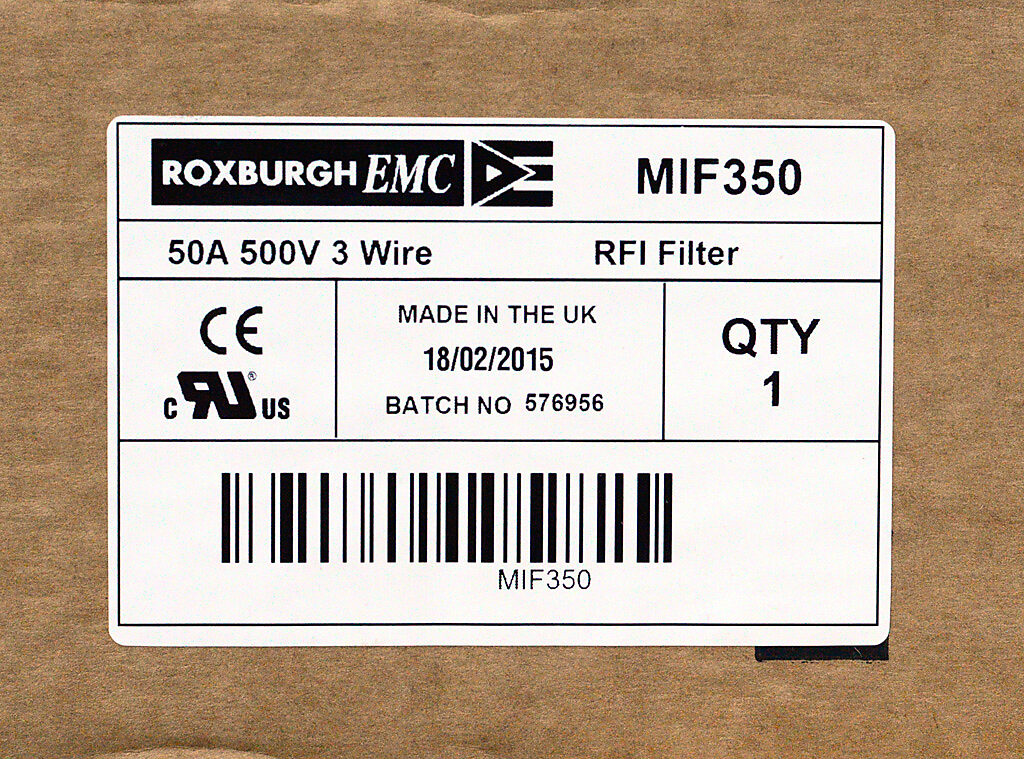 ROXBURGH EMC MIF350
50A 500V 3 Wire RFI Filter
CE
c RU ® US
MADE IN THE UK
18/02/2015
BATCH NO 576956
QTY
1
MIF350